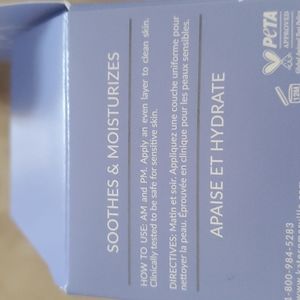 SOOTHES & MOISTURIZES
HOW TO USE: AM and PM. Apply an even layer to clean skin.
Clinically tested to be safe for sensitive skin.
DIRECTIVES: Matin et soir. Appliquez une couche uniforme pour
nettoyer la peau. Éprouvée en clinique pour les peaux sensibles.
APAISE ET HYDRATE
PETA
APPROVED
12M
1-800-984-5283